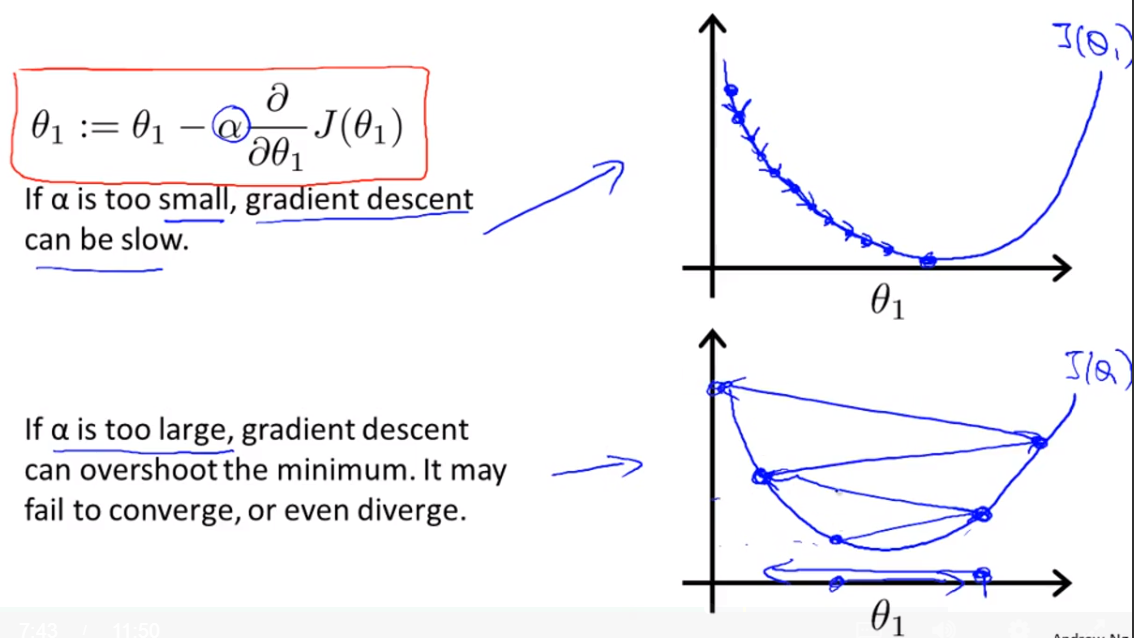 J(θ₁)
θ₁ := θ₁ − α ∂/∂θ₁ J(θ₁)
If α is too small, gradient descent
can be slow.
θ₁
J(θ₁)
If α is too large, gradient descent
can overshoot the minimum. It may
fail to converge, or even diverge.
θ₁
7:43 / 11:50